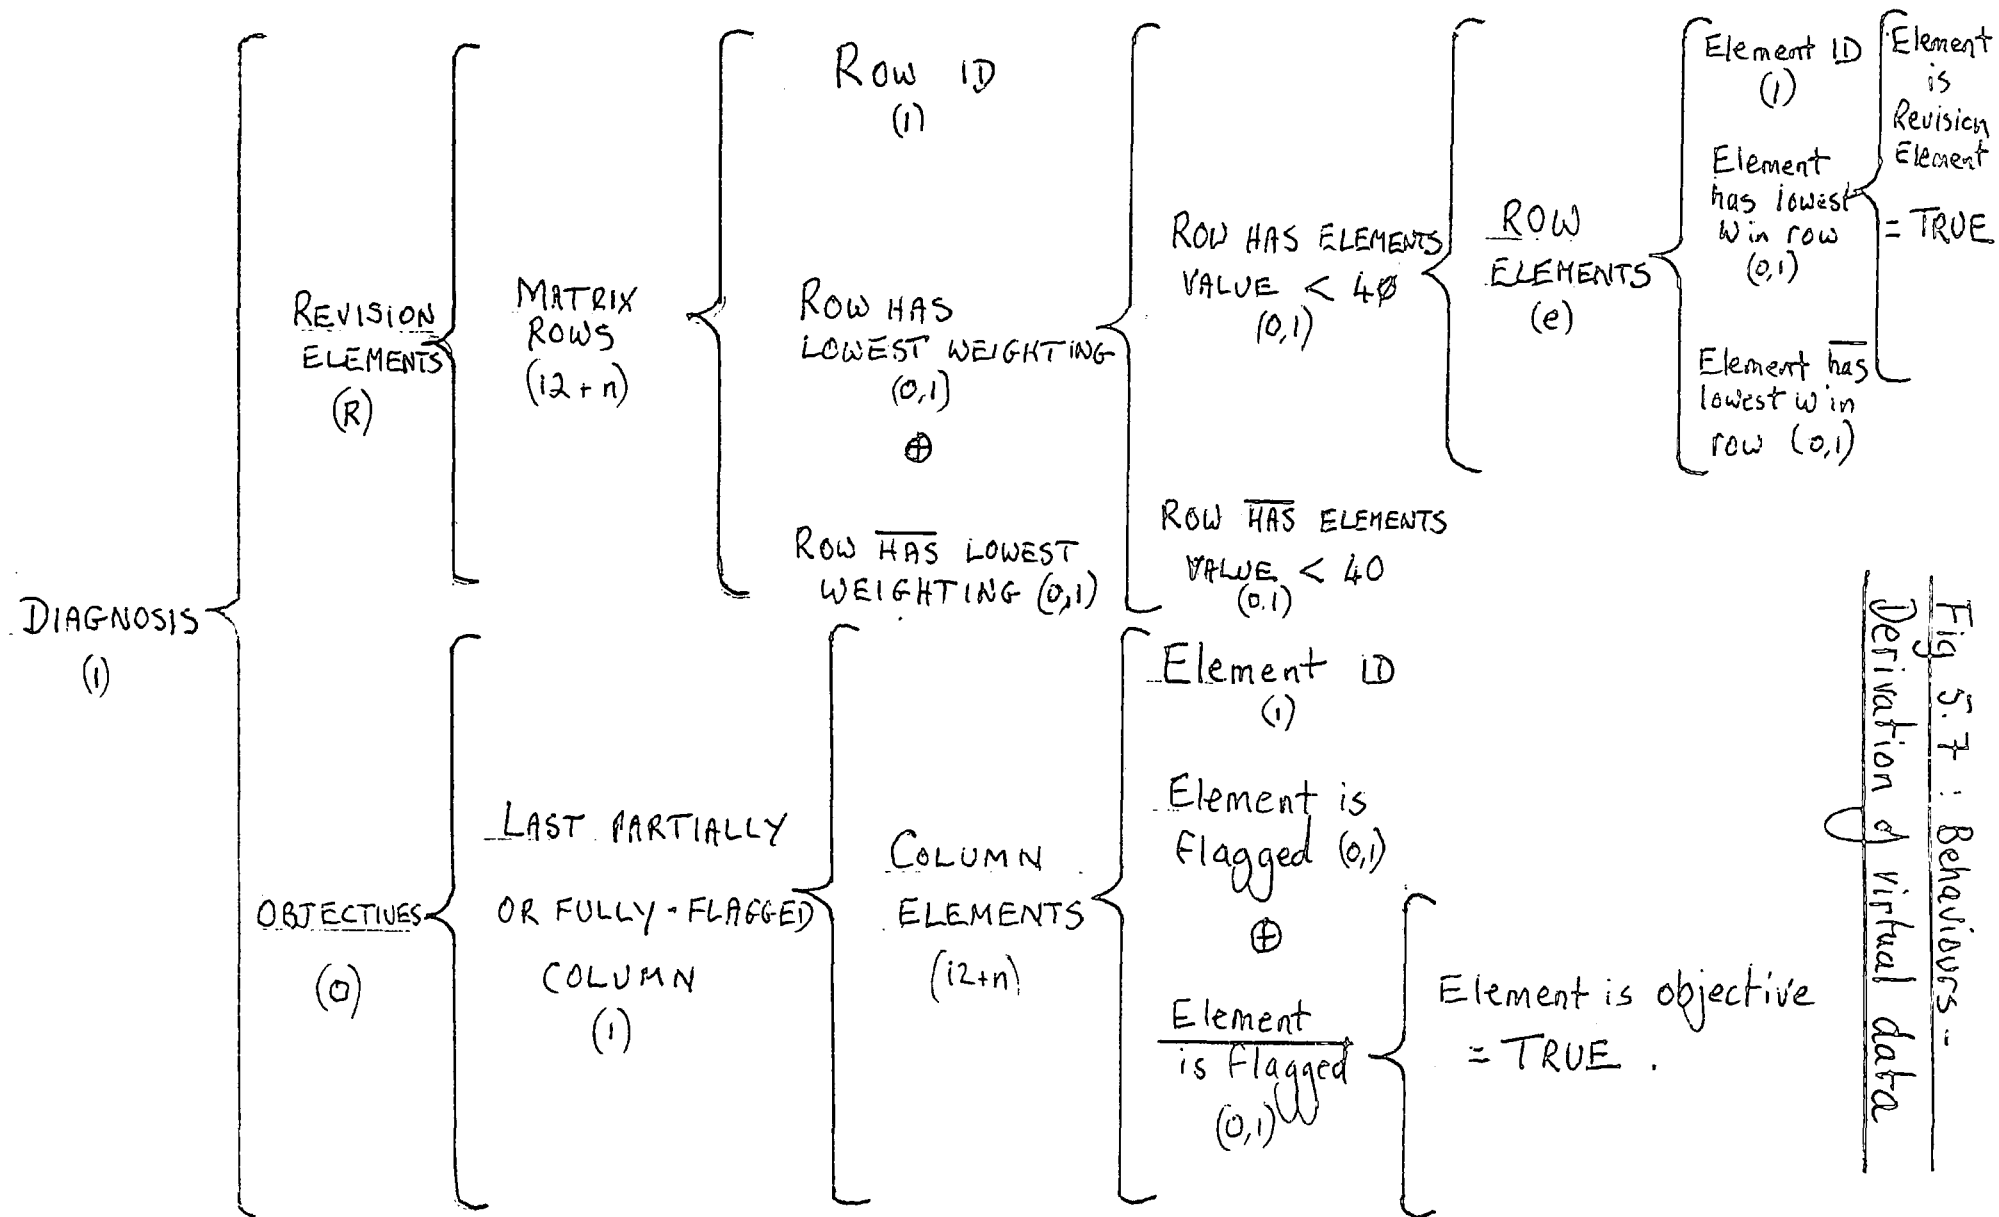 DIAGNOSIS
(1)
REVISION
ELEMENTS
(R)
MATRIX
ROWS
(12+n)
ROW ID
(1)
ROW HAS
LOWEST WEIGHTING
(0,1)
⊕
ROW HAS LOWEST
WEIGHTING (0,1)
ROW HAS ELEMENTS
VALUE < 40
(0,1)
ROW HAS ELEMENTS
VALUE < 40
(0,1)
ROW
ELEMENTS
(e)
Element ID
(1)
Element
has lowest
W in row
(0,1)
Element has
lowest W in
row (0,1)
Element
is
Revision
Element
= TRUE
OBJECTIVES
(O)
LAST PARTIALLY
OR FULLY-FLAGGED
COLUMN
(1)
COLUMN
ELEMENTS
(12+n)
Element ID
(1)
Element is
flagged (0,1)
⊕
Element
is flagged
(0,1)
Element is objective
= TRUE.
Fig 5.7 : Behaviours -
Derivation of virtual data